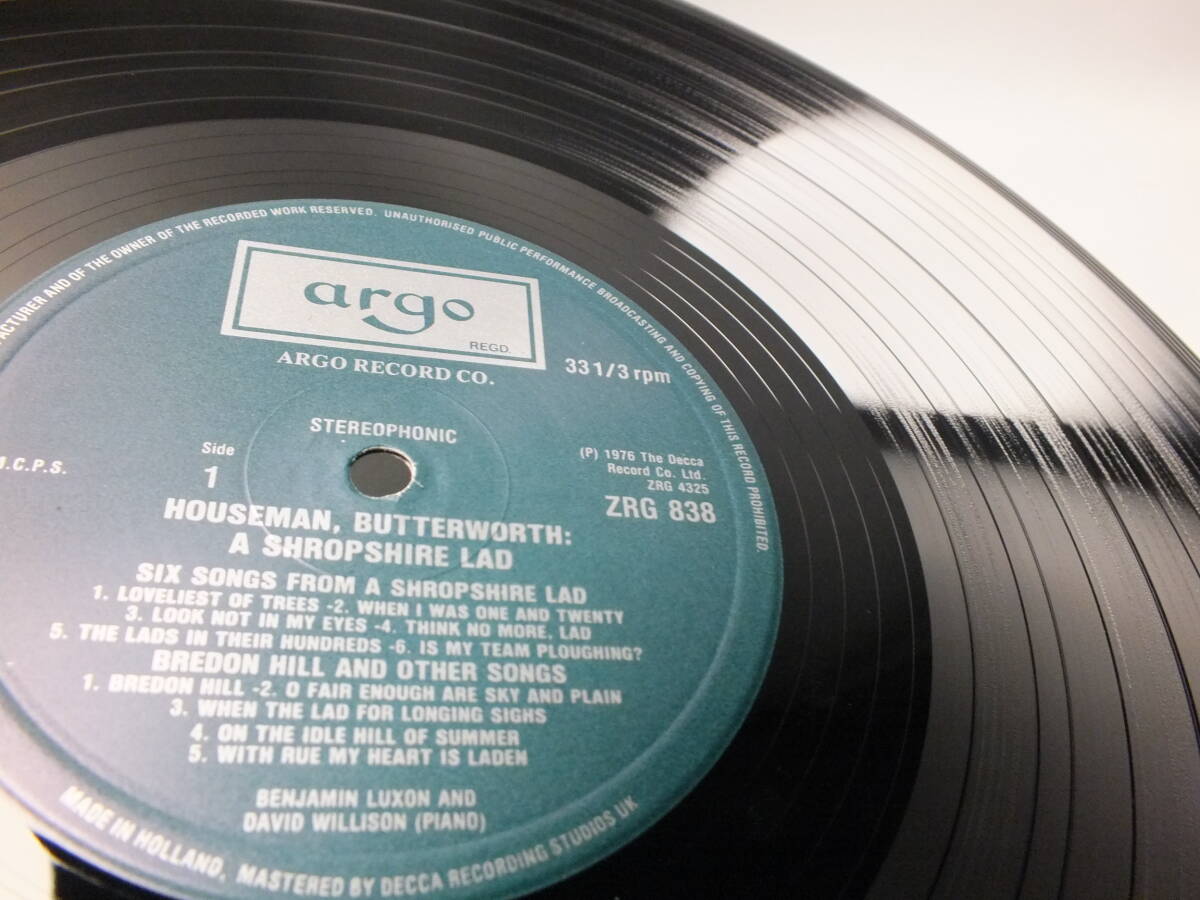 ACTURER AND OF THE OWNER OF THE RECORDED WORK RESERVED. UNAUTHORISED PUBLIC PERFORMANCE BROADCASTING AND COPYING OF THIS RECORD PROHIBITED.
argo
REGD.
ARGO RECORD CO.
33 1/3 rpm
STEREOPHONIC
Side
1
.C.P.S.
(P) 1976 The Decca
Record Co. Ltd.
ZRG 4325
ZRG 838
HOUSEMAN, BUTTERWORTH:
A SHROPSHIRE LAD
SIX SONGS FROM A SHROPSHIRE LAD
1. LOVELIEST OF TREES -2. WHEN I WAS ONE AND TWENTY
3. LOOK NOT IN MY EYES -4. THINK NO MORE, LAD
5. THE LADS IN THEIR HUNDREDS -6. IS MY TEAM PLOUGHING?
BREDON HILL AND OTHER SONGS
1. BREDON HILL -2. O FAIR ENOUGH ARE SKY AND PLAIN
3. WHEN THE LAD FOR LONGING SIGHS
4. ON THE IDLE HILL OF SUMMER
5. WITH RUE MY HEART IS LADEN
BENJAMIN LUXON AND
DAVID WILLISON (PIANO)
MADE IN HOLLAND, MASTERED BY DECCA RECORDING STUDIOS UK